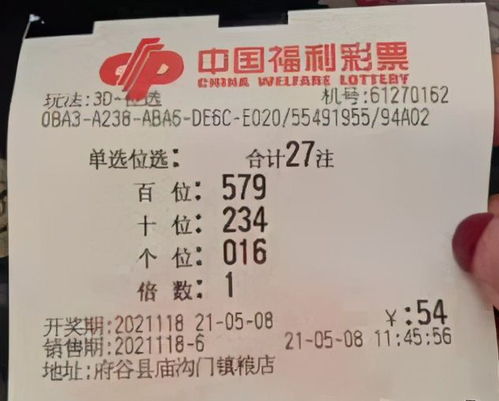 中国福利彩票
CHINA WELFARE LOTTERY
玩法:3D-位选 机号:61270162
08A3-A238-ABA6-DE6C-E020/55491955/94A02
单选位选: 合计27注
百位:579
十位:234
个位:016
倍数:1
¥:54
开奖期:2021118 21-05-08
销售期:2021118-6 21-05-08 11:45:56
地址:府谷县庙沟门镇粮店